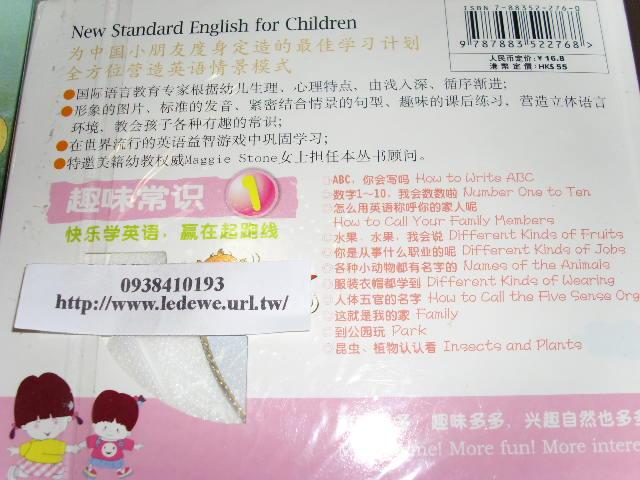 New Standard English for Children
为中国小朋友度身定造的最佳学习计划
全方位营造英语情景模式
●国际语言教育专家根据幼儿生理、心理特点，由浅入深、循序渐进;
●形象的图片、标准的发音、紧密结合情景的句型、趣味的课后练习，营造立体语言
环境，教会孩子各种有趣的常识;
●在世界流行的英语益智游戏中巩固学习;
●特邀美籍幼教权威Maggie Stone女士担任本丛书顾问。
ISBN 7-88352-276-0
9 787883 522768 >
人民币定价: ￥16.8
港币定价: HK$ 55
趣味常识 1
快乐学英语，赢在起跑线
0938410193
http://www.ledewe.url.tw/
ABC，你会写吗 How to Write ABC
数字1~10，我会数数啦 Number One to Ten
怎么用英语称呼你的家人呢
How to Call Your Family Members
水果，水果，我会说 Different Kinds of Fruits
你是从事什么职业的呢 Different Kinds of Jobs
各种小动物都有名字的 Names of the Animals
服装衣帽都学到 Different Kinds of Wearing
人体五官的名字 How to Call the Five Sense Org
这就是我的家 Family
到公园玩 Park
昆虫、植物认认看 Insects and Plants
多，趣味多多，兴趣自然也多多
More fun! More intere